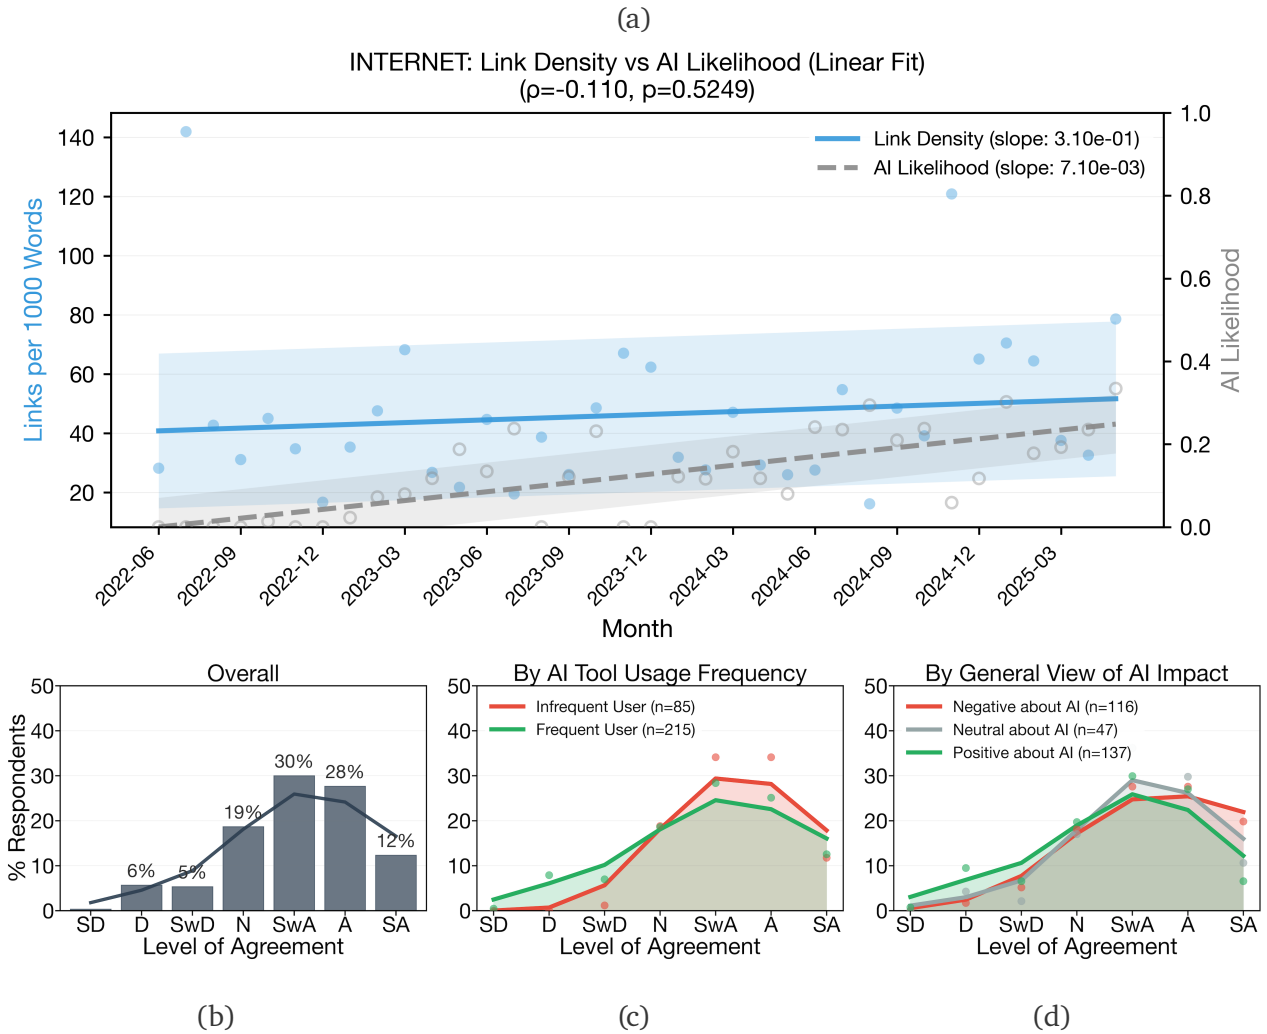 (a)
INTERNET: Link Density vs AI Likelihood (Linear Fit)
(ρ=-0.110, p=0.5249)
Link Density (slope: 3.10e-01)
AI Likelihood (slope: 7.10e-03)
Links per 1000 Words
140
120
100
80
60
40
20
AI Likelihood
1.0
0.8
0.6
0.4
0.2
0.0
2022-06
2022-09
2022-12
2023-03
2023-06
2023-09
2023-12
2024-03
2024-06
2024-09
2024-12
2025-03
Month
Overall
% Respondents
50
40
30
20
10
0
6%
5%
19%
30%
28%
12%
SD D SwD N SwA A SA
Level of Agreement
By AI Tool Usage Frequency
Infrequent User (n=85)
Frequent User (n=215)
50
40
30
20
10
0
SD D SwD N SwA A SA
Level of Agreement
By General View of AI Impact
Negative about AI (n=116)
Neutral about AI (n=47)
Positive about AI (n=137)
50
40
30
20
10
0
SD D SwD N SwA A SA
Level of Agreement
(b)
(c)
(d)